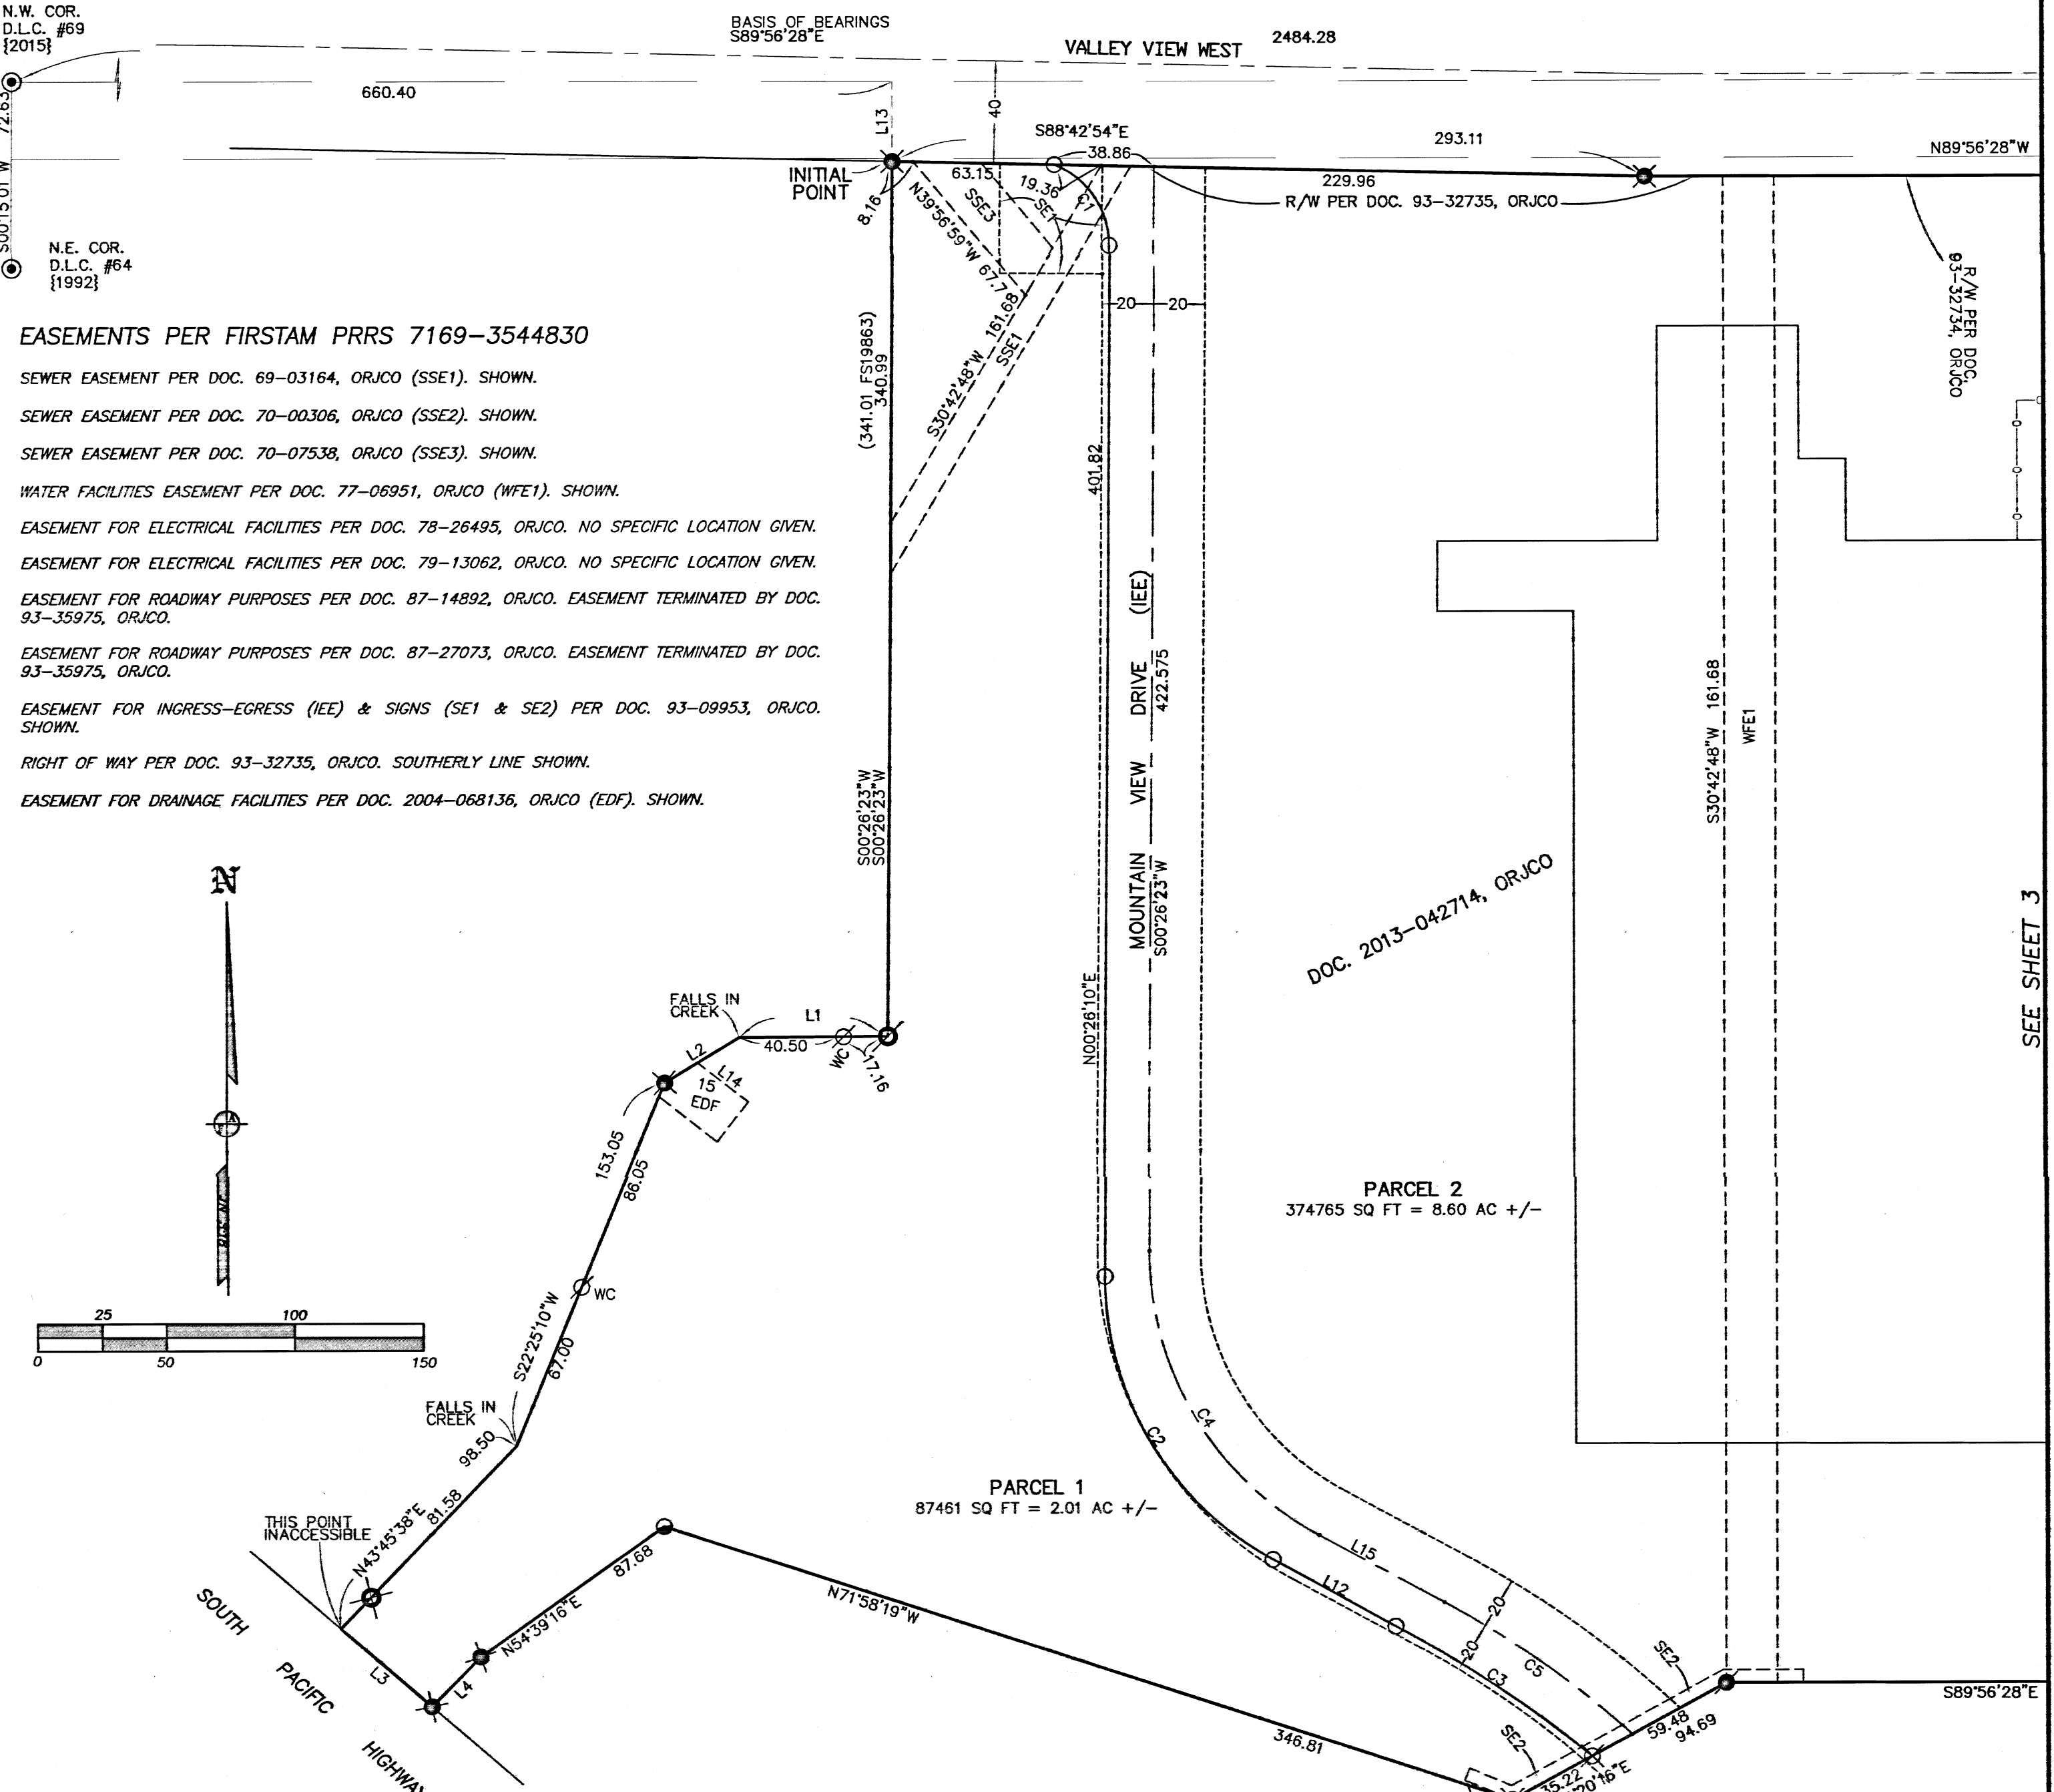 N.W. COR.
D.L.C. #69
{2015}
BASIS OF BEARINGS
S89°56'28"E
VALLEY VIEW WEST
2484.28
660.40
72.63
S00°15'01"W
L13
40
S88°42'54"E
38.86
293.11
N89°56'28"W
INITIAL
POINT
63.15
19.36
C1
229.96
R/W PER DOC. 93-32735, ORJCO
8.16
N39°56'59"W 67.7
SSE3
SE1
N.E. COR.
D.L.C. #64
{1992}
R/W PER DOC.
93-32734, ORJCO
20
20
EASEMENTS PER FIRSTAM PRRS 7169-3544830
SEWER EASEMENT PER DOC. 69-03164, ORJCO (SSE1). SHOWN.
SEWER EASEMENT PER DOC. 70-00306, ORJCO (SSE2). SHOWN.
SEWER EASEMENT PER DOC. 70-07538, ORJCO (SSE3). SHOWN.
WATER FACILITIES EASEMENT PER DOC. 77-06951, ORJCO (WFE1). SHOWN.
EASEMENT FOR ELECTRICAL FACILITIES PER DOC. 78-26495, ORJCO. NO SPECIFIC LOCATION GIVEN.
EASEMENT FOR ELECTRICAL FACILITIES PER DOC. 79-13062, ORJCO. NO SPECIFIC LOCATION GIVEN.
EASEMENT FOR ROADWAY PURPOSES PER DOC. 87-14892, ORJCO. EASEMENT TERMINATED BY DOC.
93-35975, ORJCO.
EASEMENT FOR ROADWAY PURPOSES PER DOC. 87-27073, ORJCO. EASEMENT TERMINATED BY DOC.
93-35975, ORJCO.
EASEMENT FOR INGRESS-EGRESS (IEE) & SIGNS (SE1 & SE2) PER DOC. 93-09953, ORJCO.
SHOWN.
RIGHT OF WAY PER DOC. 93-32735, ORJCO. SOUTHERLY LINE SHOWN.
EASEMENT FOR DRAINAGE FACILITIES PER DOC. 2004-068136, ORJCO (EDF). SHOWN.
(341.01 FS19863)
340.99
S00°26'23"W
S00°26'23"W
S30°42'48"W 161.68
SSE1
401.82
N00°26'10"E
MOUNTAIN VIEW DRIVE (IEE)
S00°26'23"W
422.575
S30°42'48"W 161.68
WFE1
DOC. 2013-042714, ORJCO
SEE SHEET 3
N
FALLS IN
CREEK
L1
40.50
WC
17.16
L2
L14
15
EDF
153.05
86.05
WC
S22°25'10"W
67.00
PARCEL 2
374765 SQ FT = 8.60 AC +/-
25
100
0
50
150
FALLS IN
CREEK
98.50
81.58
N43°45'38"E
THIS POINT
INACCESSIBLE
C4
C2
PARCEL 1
87461 SQ FT = 2.01 AC +/-
87.68
N54°39'16"E
N71°58'19"W
L15
L12
20
20
C5
C3
SE2
SOUTH
PACIFIC
HIGHWAY
L3
L4
346.81
SE2
59.48
94.69
35.22
S89°56'28"E